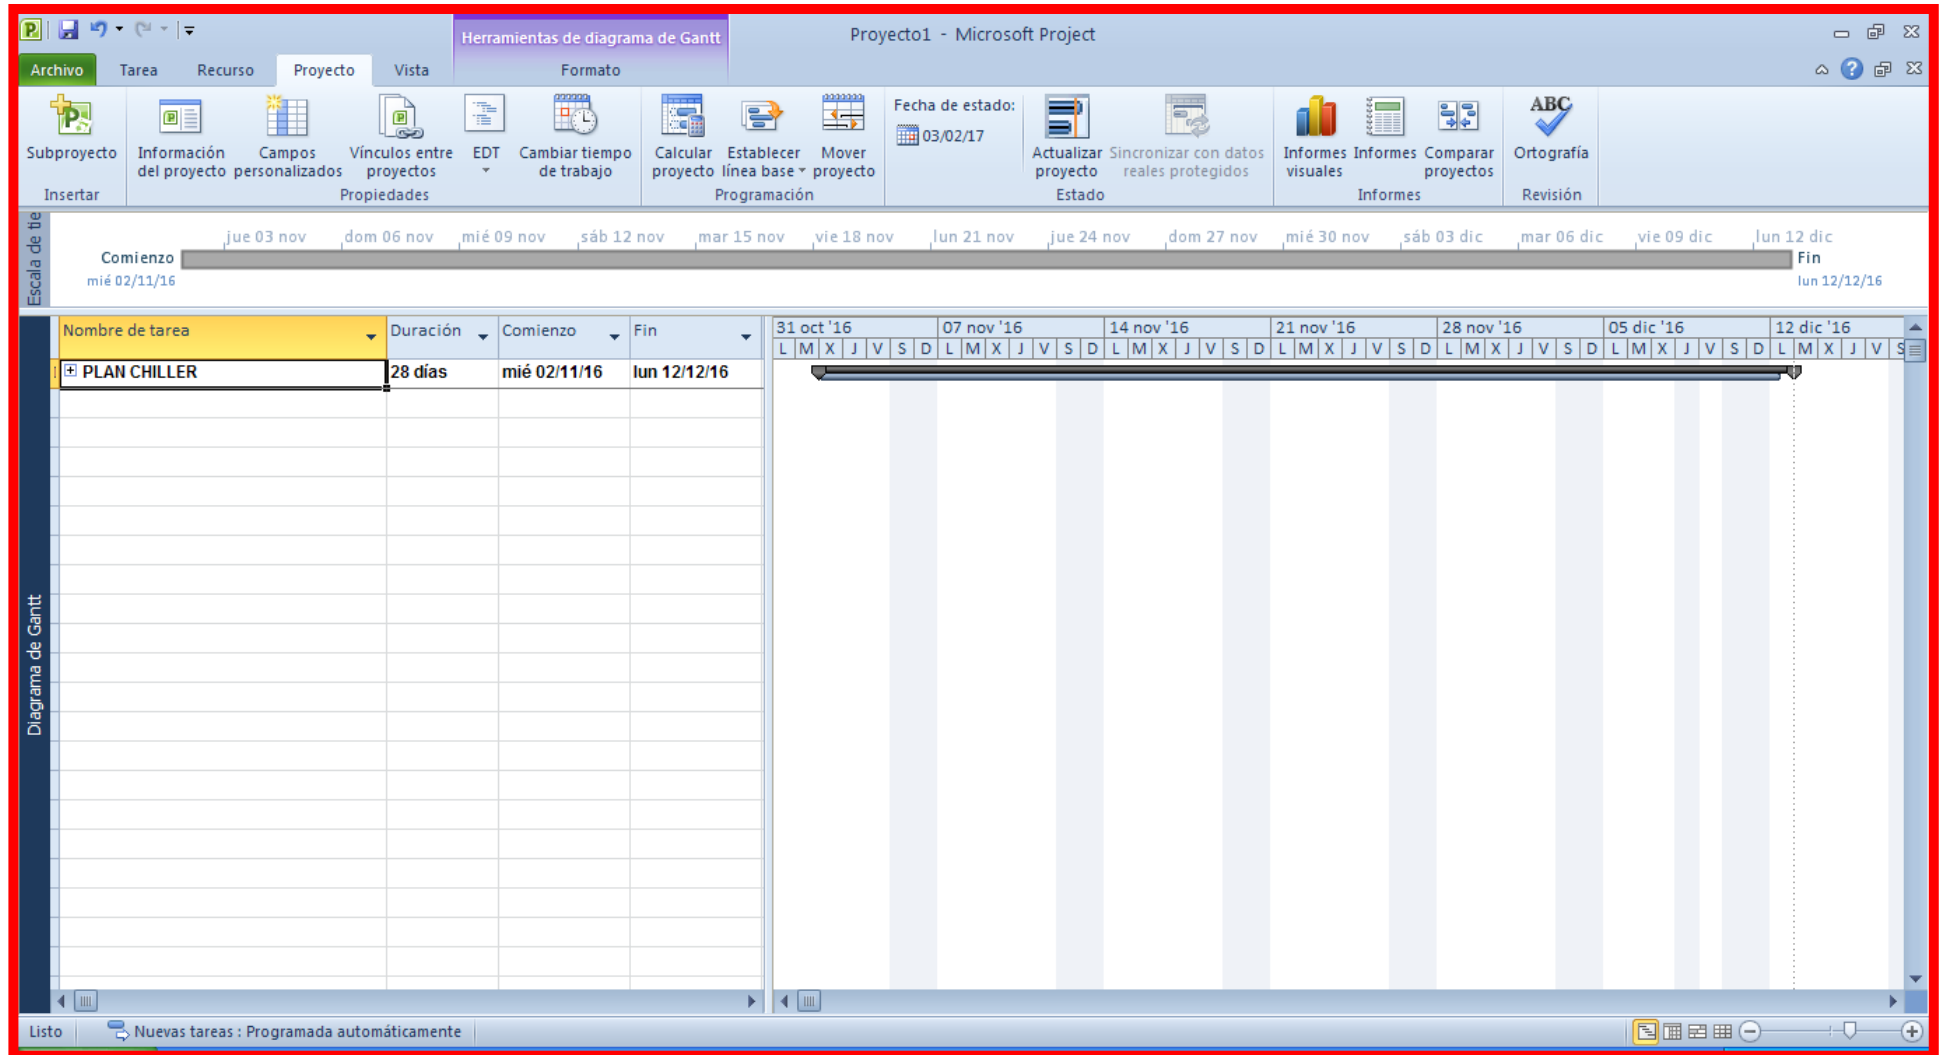 Herramientas de diagrama de Gantt
Proyecto1 - Microsoft Project
Archivo Tarea Recurso Proyecto Vista Formato
Subproyecto
Información del proyecto
Campos personalizados
Vínculos entre proyectos
EDT
Cambiar tiempo de trabajo
Calcular proyecto
Establecer línea base
Mover proyecto
Fecha de estado:
03/02/17
Actualizar proyecto
Sincronizar con datos reales protegidos
Informes visuales
Informes
Comparar proyectos
ABC
Ortografía
Insertar Propiedades Programación Estado Informes Revisión
Escala de tie
jue 03 nov dom 06 nov mié 09 nov sáb 12 nov mar 15 nov vie 18 nov lun 21 nov jue 24 nov dom 27 nov mié 30 nov sáb 03 dic mar 06 dic vie 09 dic lun 12 dic
Comienzo Fin
mié 02/11/16 lun 12/12/16
Nombre de tarea Duración Comienzo Fin
31 oct '16 07 nov '16 14 nov '16 21 nov '16 28 nov '16 05 dic '16 12 dic '16
L M X J V S D L M X J V S D L M X J V S D L M X J V S D L M X J V S D L M X J V S D L M X J V S
PLAN CHILLER 28 días mié 02/11/16 lun 12/12/16
Diagrama de Gantt
Listo Nuevas tareas : Programada automáticamente